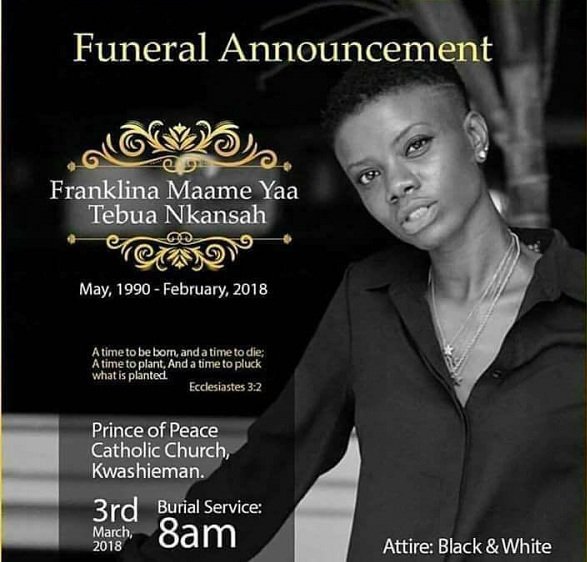 Funeral Announcement
Franklina Maame Yaa
Tebua Nkansah
May, 1990 - February, 2018
A time to be born, and a time to die;
A time to plant, And a time to pluck
what is planted.
Ecclesiastes 3:2
Prince of Peace
Catholic Church,
Kwashieman.
3rd
March,
2018
Burial Service:
8am
Attire: Black & White